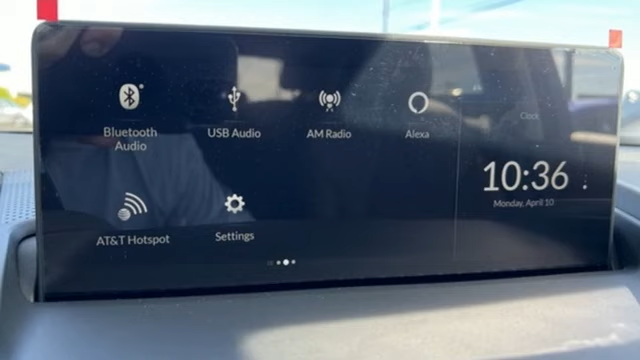 Bluetooth
Audio
USB Audio
AM Radio
Alexa
AT&T Hotspot
Settings
Clock
10:36
Monday, April 10